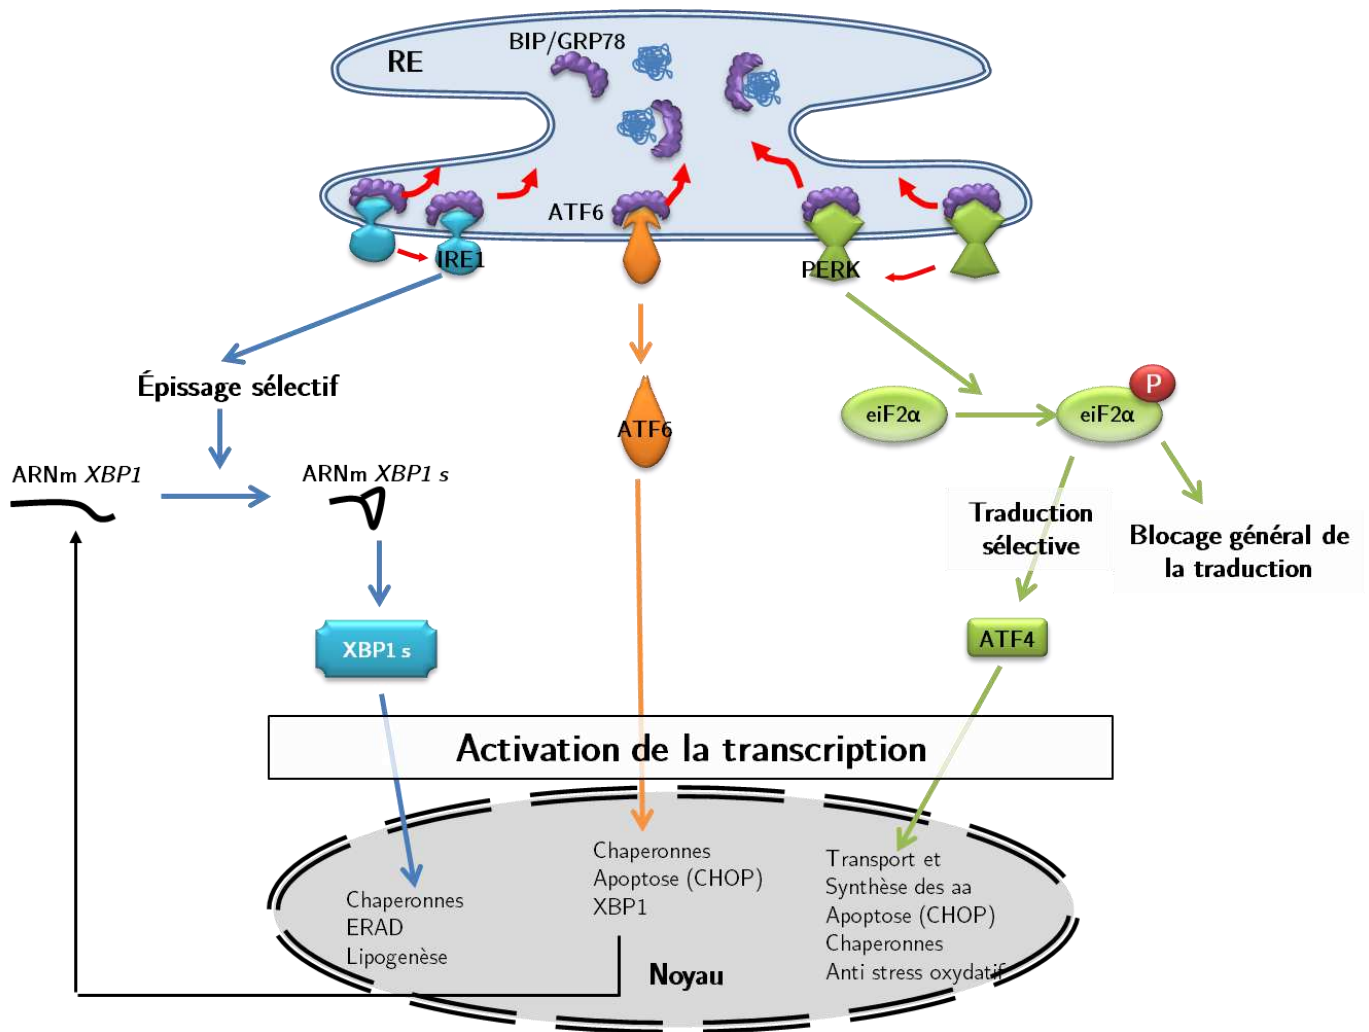 BIP/GRP78
RE
ATF6
IRE1
PERK
Épissage sélectif
P
eiF2α
eiF2α
ATF6
ARNm XBP1
ARNm XBP1 s
Traduction
sélective
Blocage général de
la traduction
XBP1 s
ATF4
Activation de la transcription
Chaperonnes
ERAD
Lipogenèse
Chaperonnes
Apoptose (CHOP)
XBP1
Transport et
Synthèse des aa
Apoptose (CHOP)
Chaperonnes
Anti stress oxydatif
Noyau